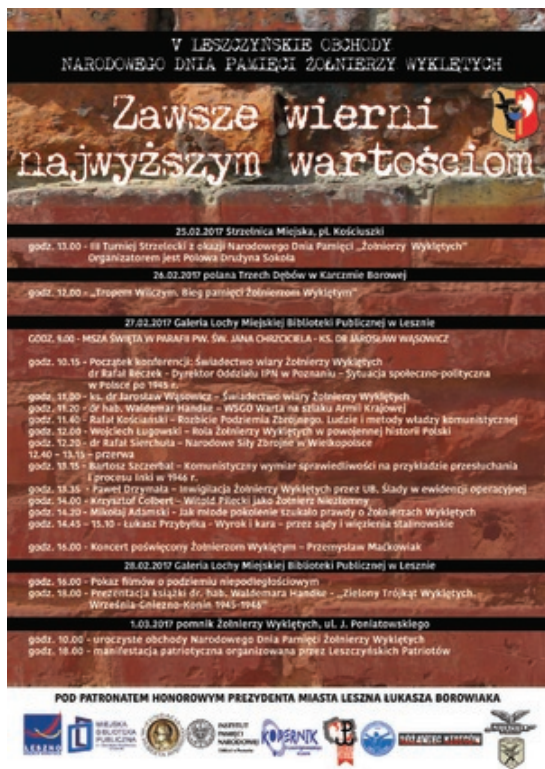 V LESZCZYŃSKIE OBCHODY
NARODOWEGO DNIA PAMIĘCI ŻOŁNIERZY WYKLĘTYCH
Zawsze wierni
najwyższym wartościom
25.02.2017 Strzelnica Miejska, pl. Kościuszki
godz. 13.00 - III Turniej Strzelecki z okazji Narodowego Dnia Pamięci „Żołnierzy Wyklętych"
Organizatorem jest Polowa Drużyna Sokoła
26.02.2017 polana Trzech Dębów w Karczmie Borowej
godz. 12.00 - „Tropem Wilczym. Bieg pamięci Żołnierzom Wyklętym"
27.02.2017 Galeria Lochy Miejskiej Biblioteki Publicznej w Lesznie
GODZ. 9.00 - MSZA ŚWIĘTA W PARAFII PW. ŚW. JANA CHRZCICIELA - KS. DR JAROSŁAW WĄSOWICZ
godz. 10.15 - Początek konferencji: Świadectwo wiary Żołnierzy Wyklętych
dr Rafał Reczek - Dyrektor Oddziału IPN w Poznaniu - Sytuacja społeczno-polityczna
w Polsce po 1945 r.
godz. 11.00 - ks. dr Jarosław Wąsowicz - Świadectwo wiary Żołnierzy Wyklętych
godz. 11.20 - dr hab. Waldemar Handke - WSGO Warta na szlaku Armii Krajowej
godz. 11.40 - Rafał Kościański - Rozbicie Podziemia Zbrojnego. Ludzie i metody władzy komunistycznej
godz. 12.00 - Wojciech Ługowski - Rola Żołnierzy Wyklętych w powojennej historii Polski
godz. 12.20 - dr Rafał Sierchuła - Narodowe Siły Zbrojne w Wielkopolsce
12.40 - 13.15 - przerwa
godz. 13.15 - Bartosz Szczerbal - Komunistyczny wymiar sprawiedliwości na przykładzie przesłuchania
i procesu Inki w 1946 r.
godz. 13.35 - Paweł Drzymała - Inwigilacja Żołnierzy Wyklętych przez UB. Ślady w ewidencji operacyjnej
godz. 14.00 - Krzysztof Colbert - Witold Pilecki jako Żołnierz Niezłomny
godz. 14.20 - Mikołaj Adamski - Jak młode pokolenie szukało prawdy o Żołnierzach Wyklętych
godz. 14.45 - 15.10 - Łukasz Przybyłka - Wyrok i kara - przez sądy i więzienia stalinowskie
godz. 16.00 - Koncert poświęcony Żołnierzom Wyklętym - Przemysław Maćkowiak
28.02.2017 Galeria Lochy Miejskiej Biblioteki Publicznej w Lesznie
godz. 16.00 - Pokaz filmów o podziemiu niepodległościowym
godz. 18.00 - Prezentacja książki dr. hab. Waldemara Handke - „Zielony Trójkąt Wyklętych.
Września-Gniezno-Konin 1945-1946"
1.03.2017 pomnik Żołnierzy Wyklętych, ul. J. Poniatowskiego
godz. 10.00 - uroczyste obchody Narodowego Dnia Pamięci Żołnierzy Wyklętych
godz. 18.00 - manifestacja patriotyczna organizowana przez Leszczyńskich Patriotów
POD PATRONATEM HONOROWYM PREZYDENTA MIASTA LESZNA ŁUKASZA BOROWIAKA
LESZNO
MIEJSKA
BIBLIOTEKA
PUBLICZNA
INSTYTUT
PAMIĘCI
NARODOWEJ
KOPERNIK